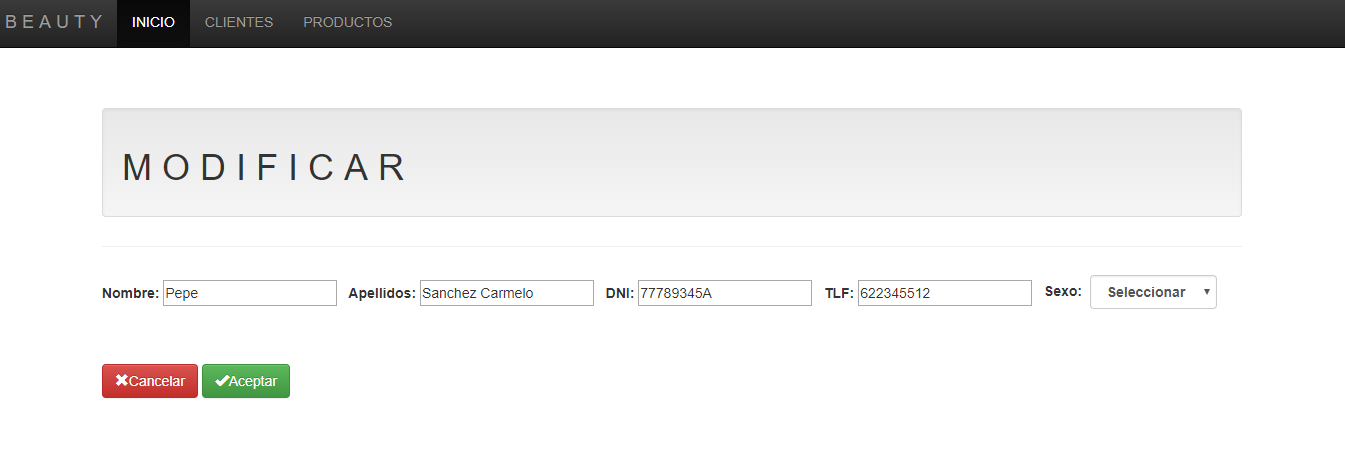 BEAUTY INICIO CLIENTES PRODUCTOS
MODIFICAR
Nombre: Pepe Apellidos: Sanchez Carmelo DNI: 77789345A TLF: 622345512 Sexo: Seleccionar
Cancelar Aceptar